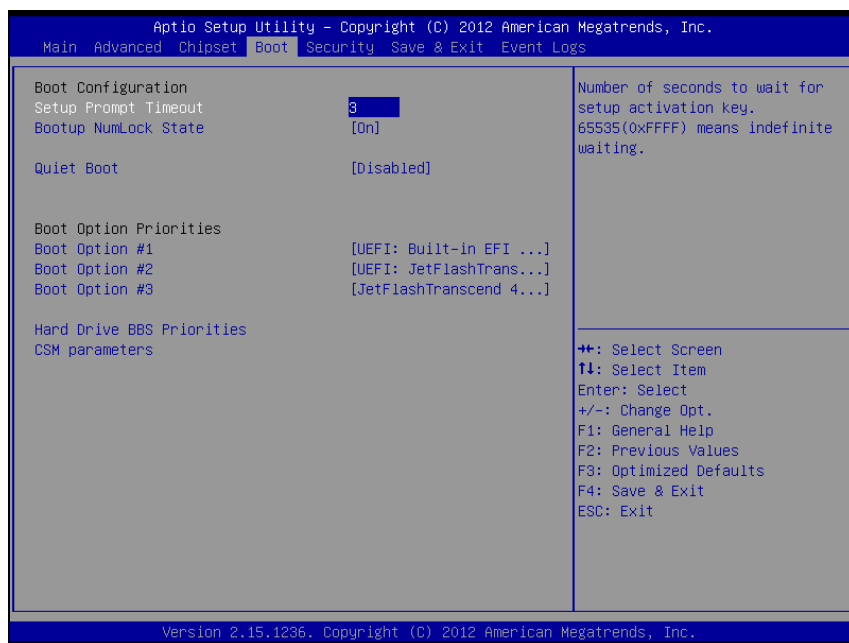 Aptio Setup Utility – Copyright (C) 2012 American Megatrends, Inc.
Main Advanced Chipset Boot Security Save & Exit Event Logs
Boot Configuration
Setup Prompt Timeout 3
Bootup NumLock State [On]
Quiet Boot [Disabled]
Boot Option Priorities
Boot Option #1 [UEFI: Built-in EFI ...]
Boot Option #2 [UEFI: JetFlashTrans...]
Boot Option #3 [JetFlashTranscend 4...]
Hard Drive BBS Priorities
CSM parameters
Number of seconds to wait for
setup activation key.
65535(0xFFFF) means indefinite
waiting.
→←: Select Screen
↑↓: Select Item
Enter: Select
+/-: Change Opt.
F1: General Help
F2: Previous Values
F3: Optimized Defaults
F4: Save & Exit
ESC: Exit
Version 2.15.1236. Copyright (C) 2012 American Megatrends, Inc.